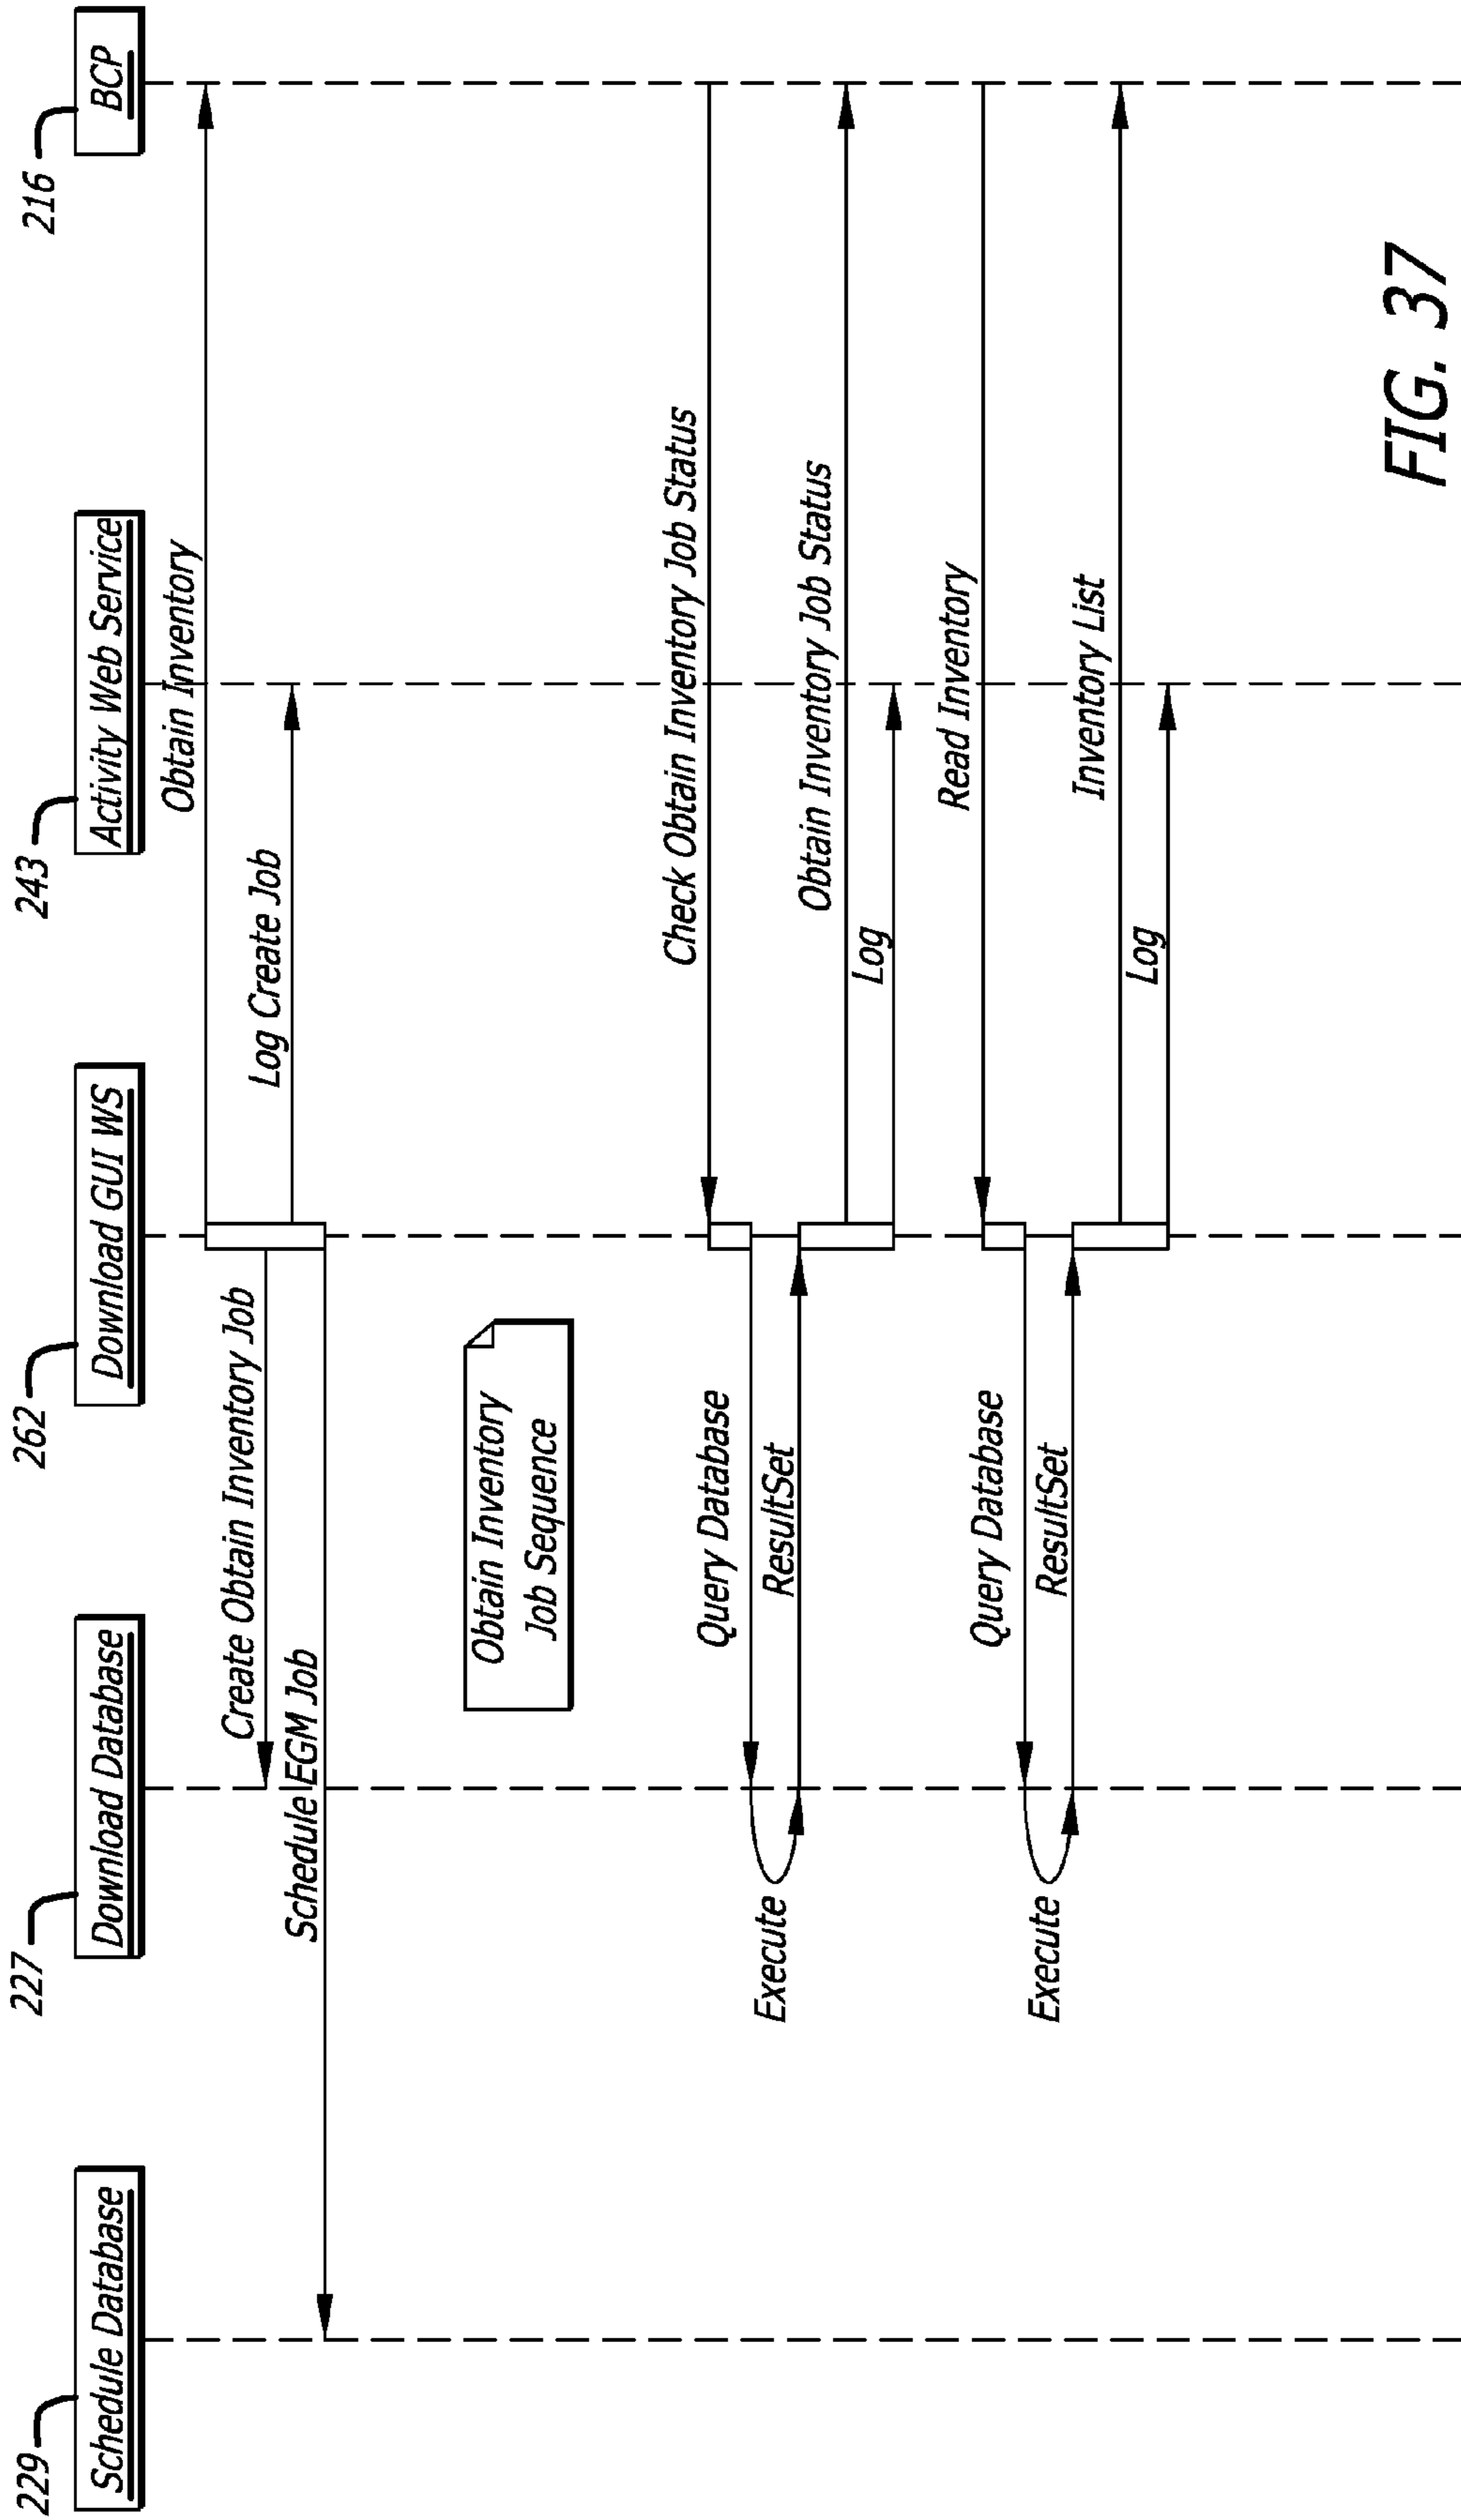 229
227
262
243
216
Schedule Database
Download Database
Download GUI WS
Activity Web Service
BCP
Obtain Inventory
Create Obtain Inventory Job
Log Create Job
Schedule EGM Job
Obtain Inventory
Job Sequence
Check Obtain Inventory Job Status
Query Database
Execute
ResultSet
Obtain Inventory Job Status
Log
Read Inventory
Query Database
Execute
ResultSet
Inventory List
Log
FIG. 37